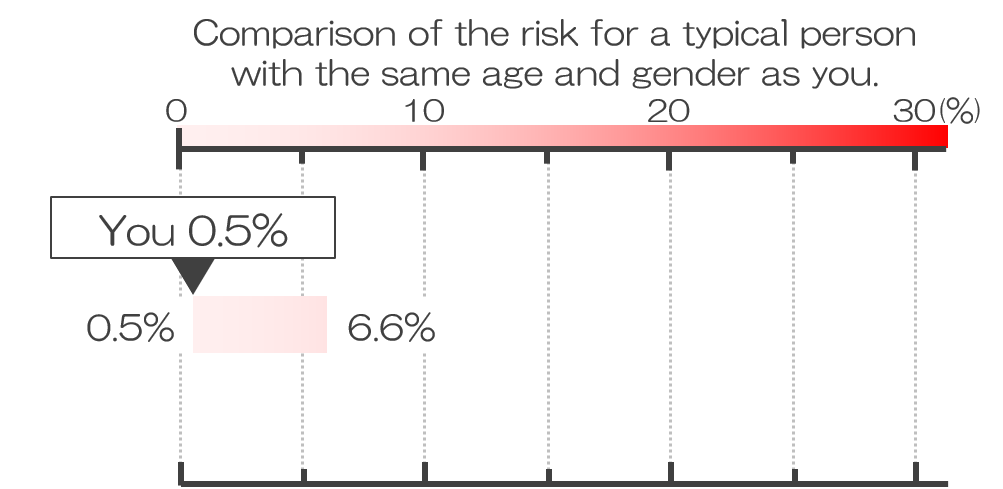 Comparison of the risk for a typical person
with the same age and gender as you.
0 10 20 30(%)
You 0.5%
0.5% 6.6%